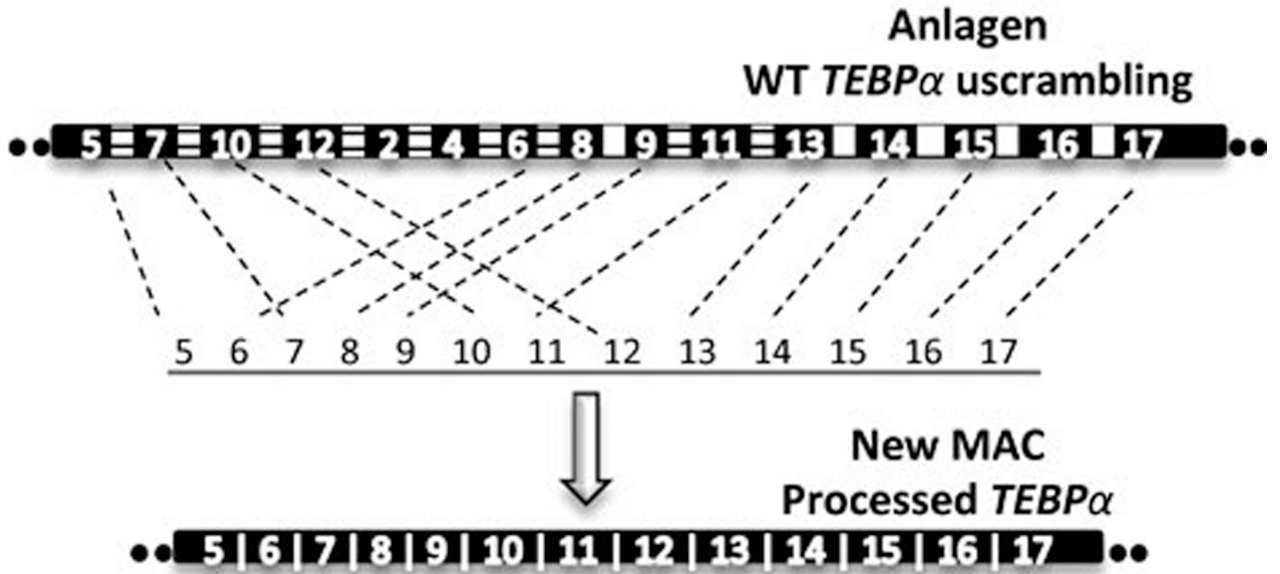 Anlagen
WT TEBPα uscrambling
5 7 10 12 2 4 6 8 9 11 13 14 15 16 17
5 6 7 8 9 10 11 12 13 14 15 16 17
New MAC
Processed TEBPα
5 | 6 | 7 | 8 | 9 | 10 | 11 | 12 | 13 | 14 | 15 | 16 | 17